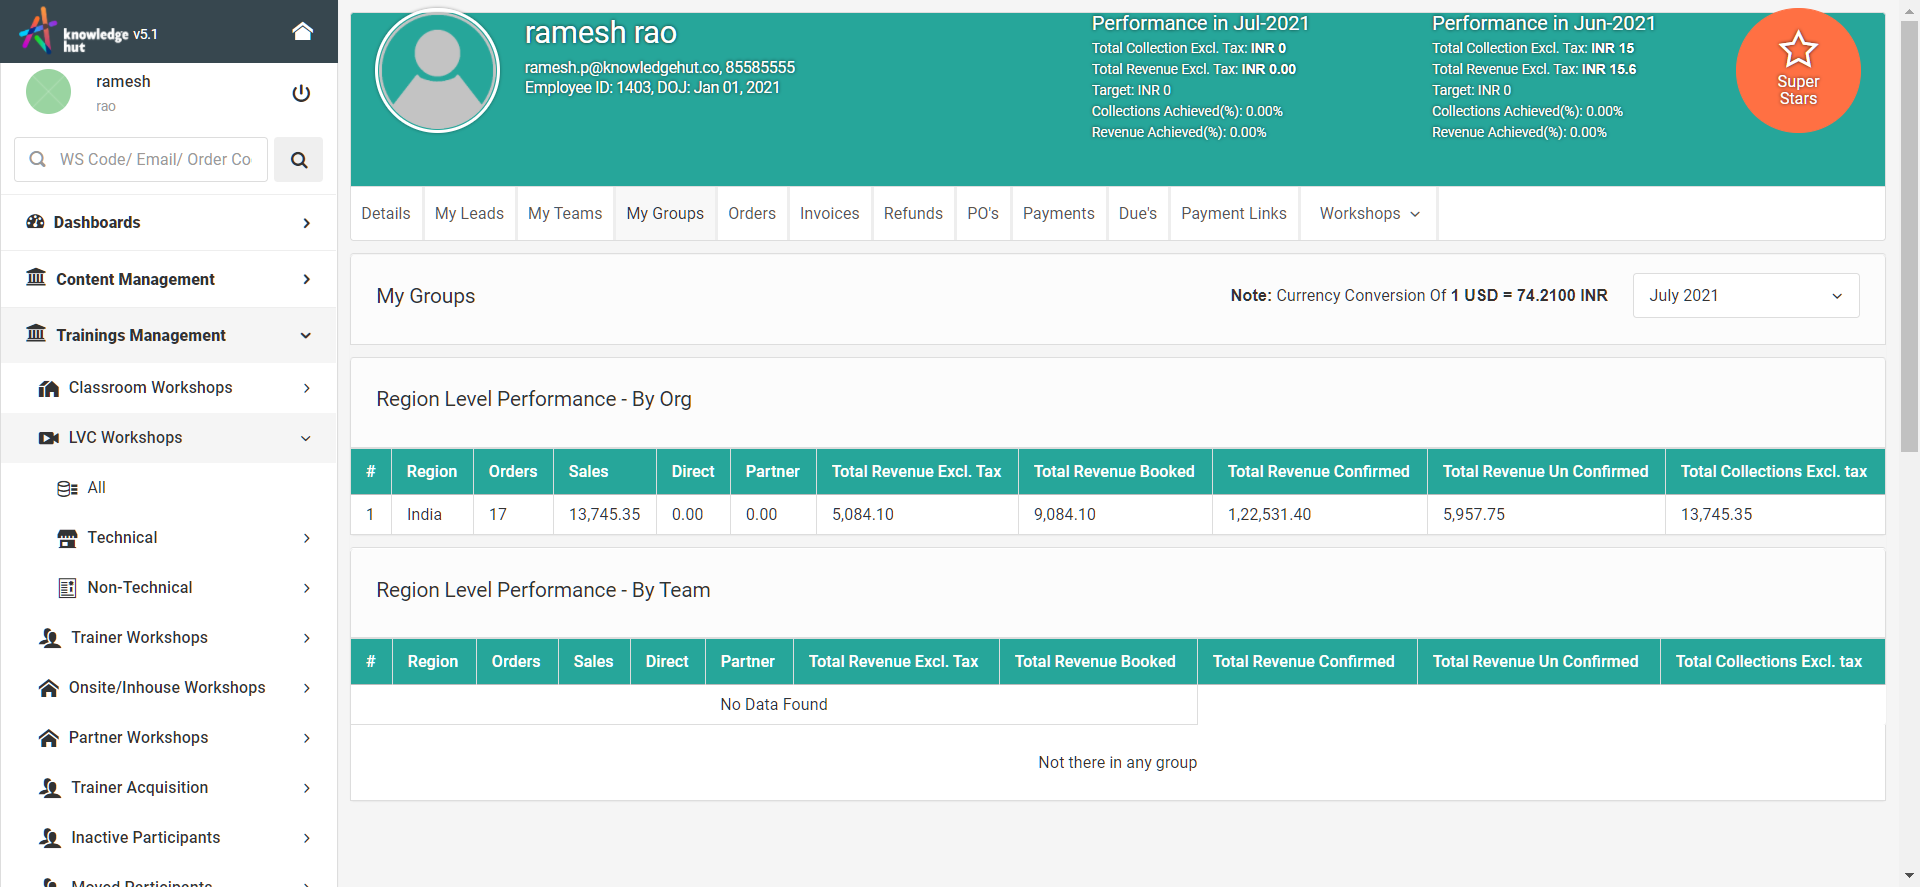 knowledge
hut
v5.1
ramesh
rao
WS Code/ Email/ Order Co
Dashboards
Content Management
Trainings Management
Classroom Workshops
LVC Workshops
All
Technical
Non-Technical
Trainer Workshops
Onsite/Inhouse Workshops
Partner Workshops
Trainer Acquisition
Inactive Participants
Moved Participants
ramesh rao
ramesh.p@knowledgehut.co, 85585555
Employee ID: 1403, DOJ: Jan 01, 2021
Performance in Jul-2021
Total Collection Excl. Tax: INR 0
Total Revenue Excl. Tax: INR 0.00
Target: INR 0
Collections Achieved(%): 0.00%
Revenue Achieved(%): 0.00%
Performance in Jun-2021
Total Collection Excl. Tax: INR 15
Total Revenue Excl. Tax: INR 15.6
Target: INR 0
Collections Achieved(%): 0.00%
Revenue Achieved(%): 0.00%
Super
Stars
Details My Leads My Teams My Groups Orders Invoices Refunds PO's Payments Due's Payment Links Workshops
My Groups
Note: Currency Conversion Of 1 USD = 74.2100 INR
July 2021
Region Level Performance - By Org
# Region Orders Sales Direct Partner Total Revenue Excl. Tax Total Revenue Booked Total Revenue Confirmed Total Revenue Un Confirmed Total Collections Excl. tax
1 India 17 13,745.35 0.00 0.00 5,084.10 9,084.10 1,22,531.40 5,957.75 13,745.35
Region Level Performance - By Team
# Region Orders Sales Direct Partner Total Revenue Excl. Tax Total Revenue Booked Total Revenue Confirmed Total Revenue Un Confirmed Total Collections Excl. tax
No Data Found
Not there in any group